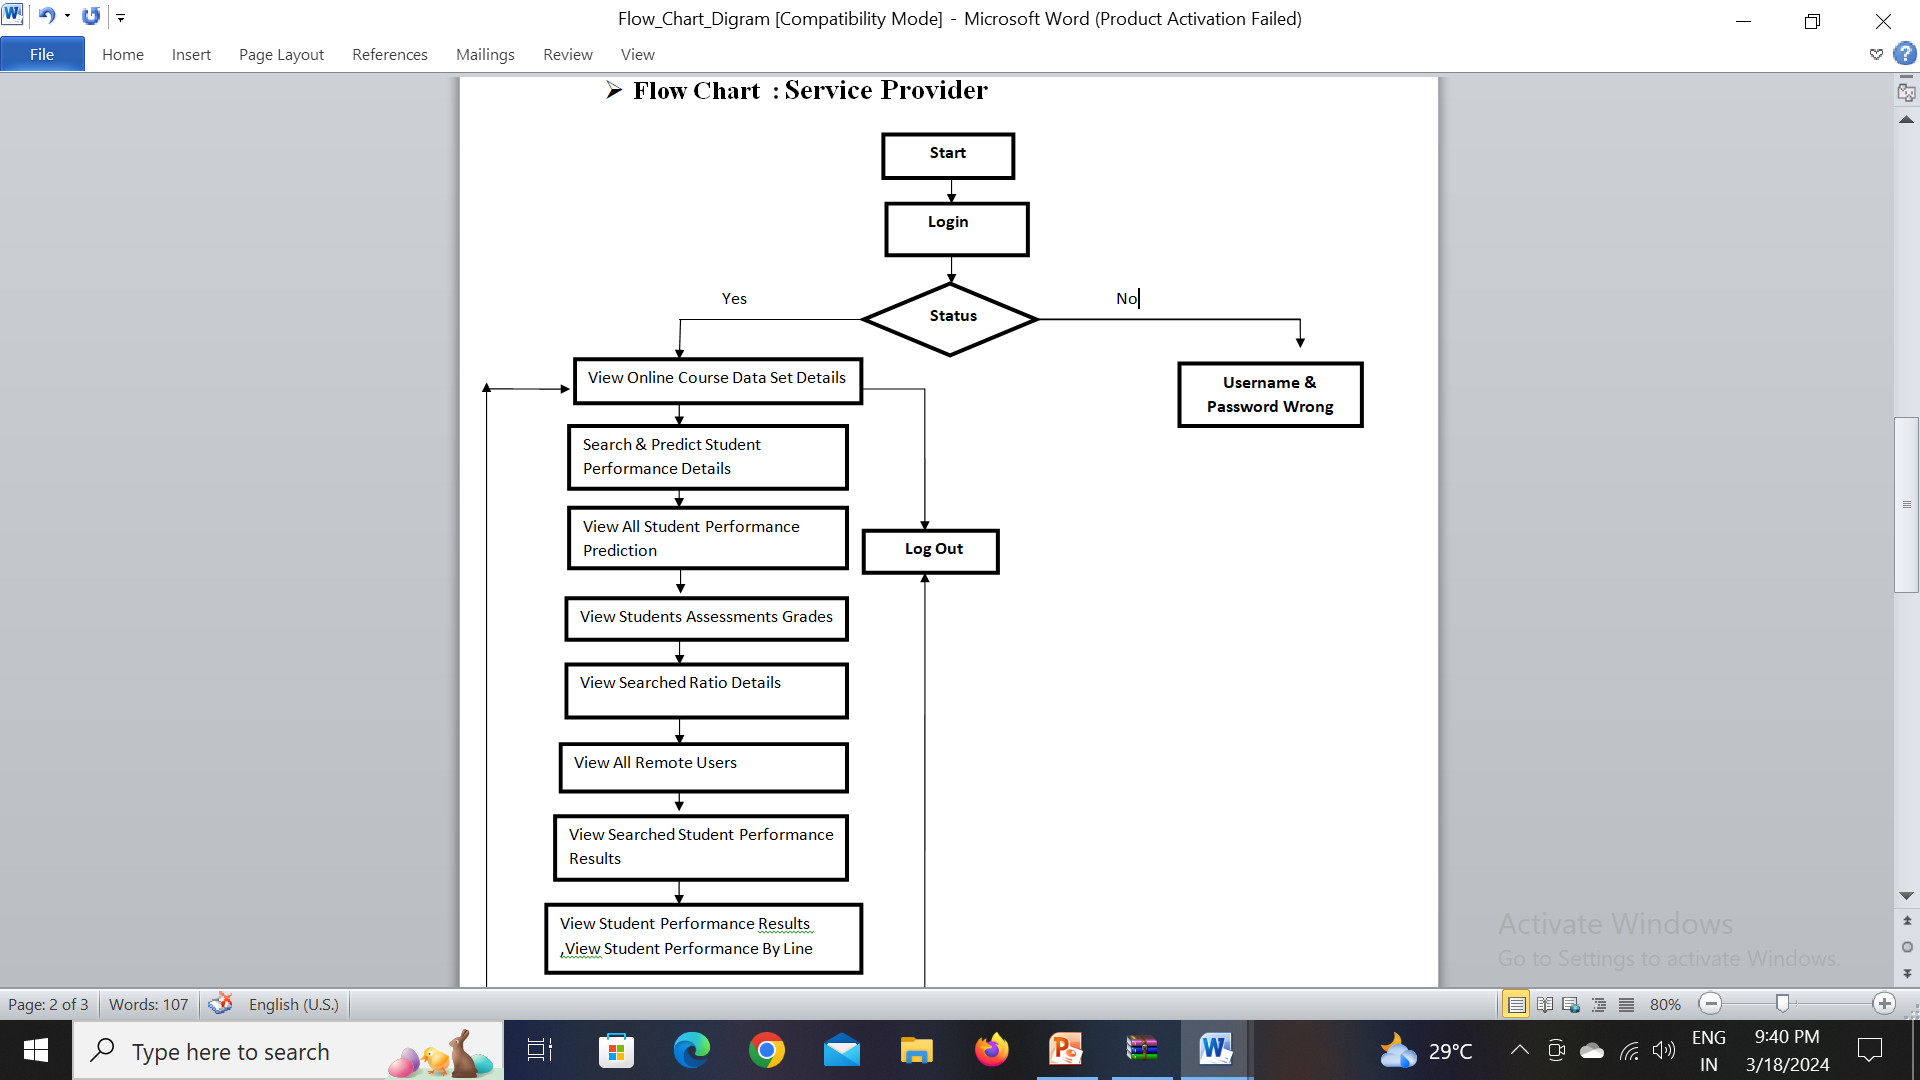 Flow_Chart_Digram [Compatibility Mode] - Microsoft Word (Product Activation Failed)
File Home Insert Page Layout References Mailings Review View
➢ Flow Chart : Service Provider
Start
Login
Yes
No
Status
View Online Course Data Set Details
Username &
Password Wrong
Search & Predict Student
Performance Details
View All Student Performance
Prediction
Log Out
View Students Assessments Grades
View Searched Ratio Details
View All Remote Users
View Searched Student Performance
Results
View Student Performance Results
,View Student Performance By Line
Activate Windows
Go to Settings to activate Windows.
Page: 2 of 3 Words: 107 English (U.S.) 80%
Type here to search
29°C
ENG
IN
9:40 PM
3/18/2024